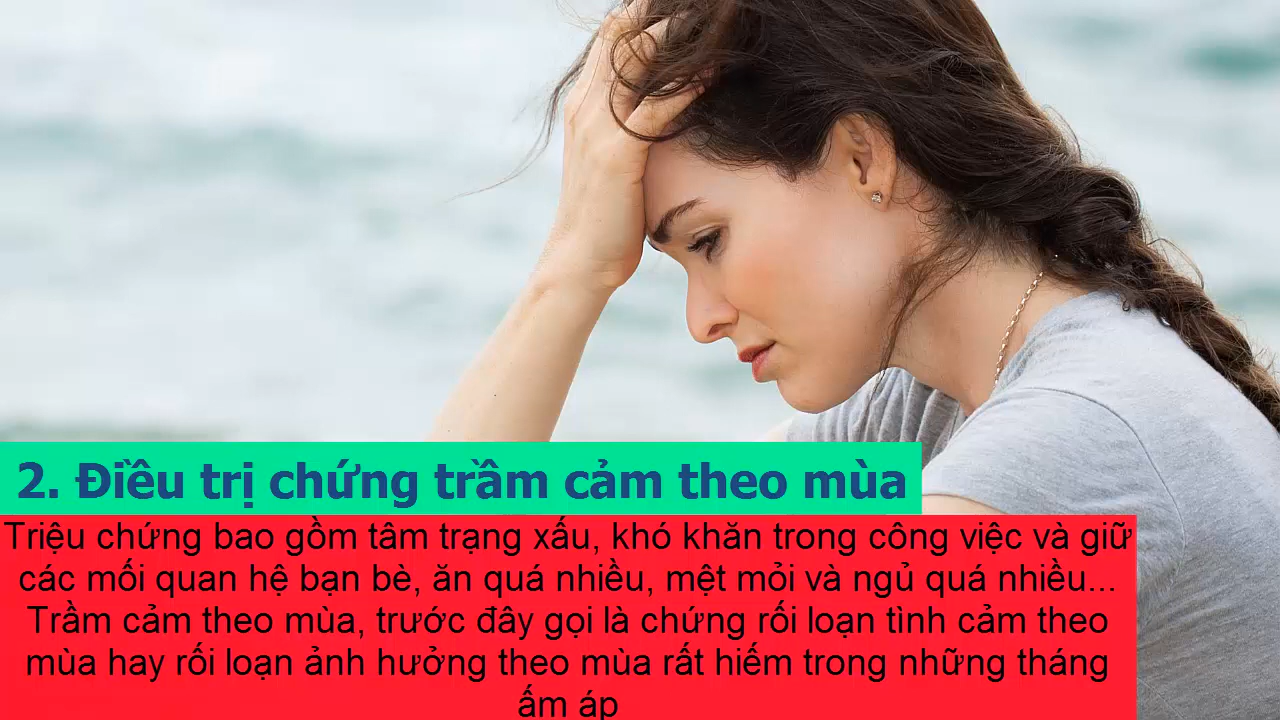 2. Điều trị chứng trầm cảm theo mùa
Triệu chứng bao gồm tâm trạng xấu, khó khăn trong công việc và giữ
các mối quan hệ bạn bè, ăn quá nhiều, mệt mỏi và ngủ quá nhiều...
Trầm cảm theo mùa, trước đây gọi là chứng rối loạn tình cảm theo
mùa hay rối loạn ảnh hưởng theo mùa rất hiếm trong những tháng
ấm áp